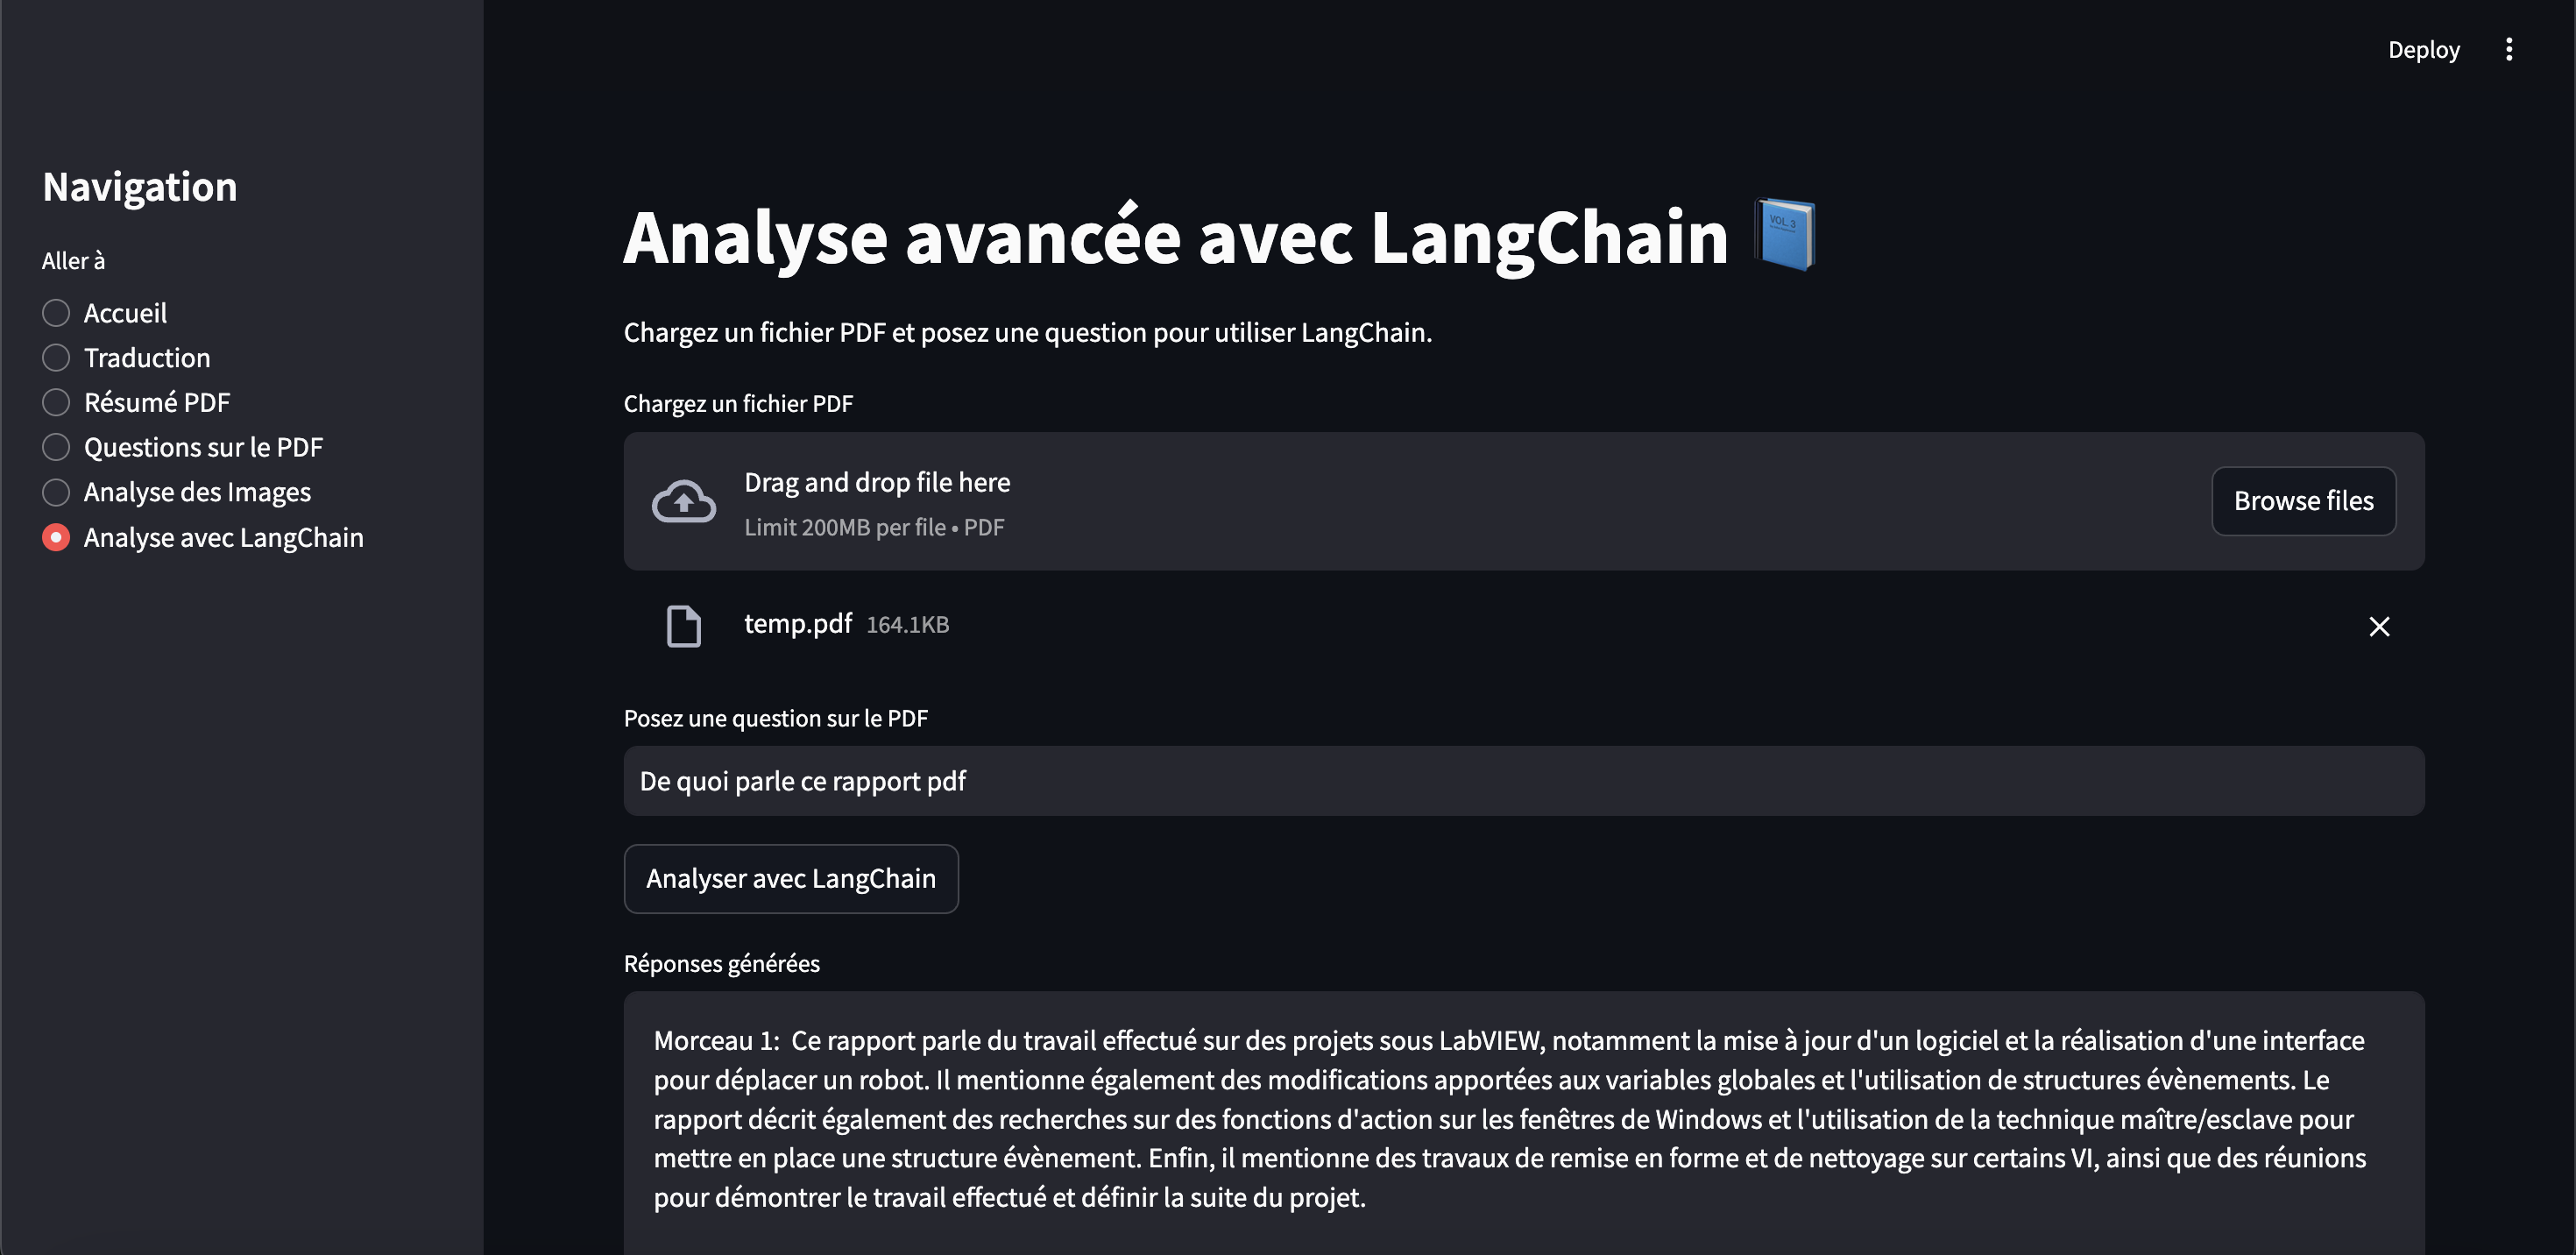 Deploy
Navigation
Aller à
Accueil
Traduction
Résumé PDF
Questions sur le PDF
Analyse des Images
Analyse avec LangChain
Analyse avancée avec LangChain
VOL. 3
Chargez un fichier PDF et posez une question pour utiliser LangChain.
Chargez un fichier PDF
Drag and drop file here
Limit 200MB per file • PDF
Browse files
temp.pdf 164.1KB
Posez une question sur le PDF
De quoi parle ce rapport pdf
Analyser avec LangChain
Réponses générées
Morceau 1:  Ce rapport parle du travail effectué sur des projets sous LabVIEW, notamment la mise à jour d'un logiciel et la réalisation d'une interface
pour déplacer un robot. Il mentionne également des modifications apportées aux variables globales et l'utilisation de structures évènements. Le
rapport décrit également des recherches sur des fonctions d'action sur les fenêtres de Windows et l'utilisation de la technique maître/esclave pour
mettre en place une structure évènement. Enfin, il mentionne des travaux de remise en forme et de nettoyage sur certains VI, ainsi que des réunions
pour démontrer le travail effectué et définir la suite du projet.